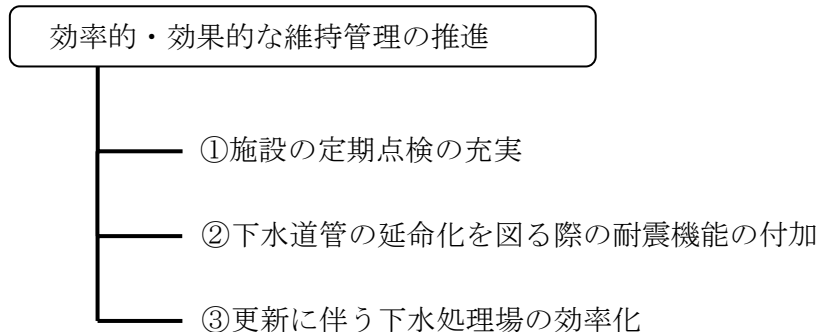 効率的・効果的な維持管理の推進
①施設の定期点検の充実
②下水道管の延命化を図る際の耐震機能の付加
③更新に伴う下水処理場の効率化